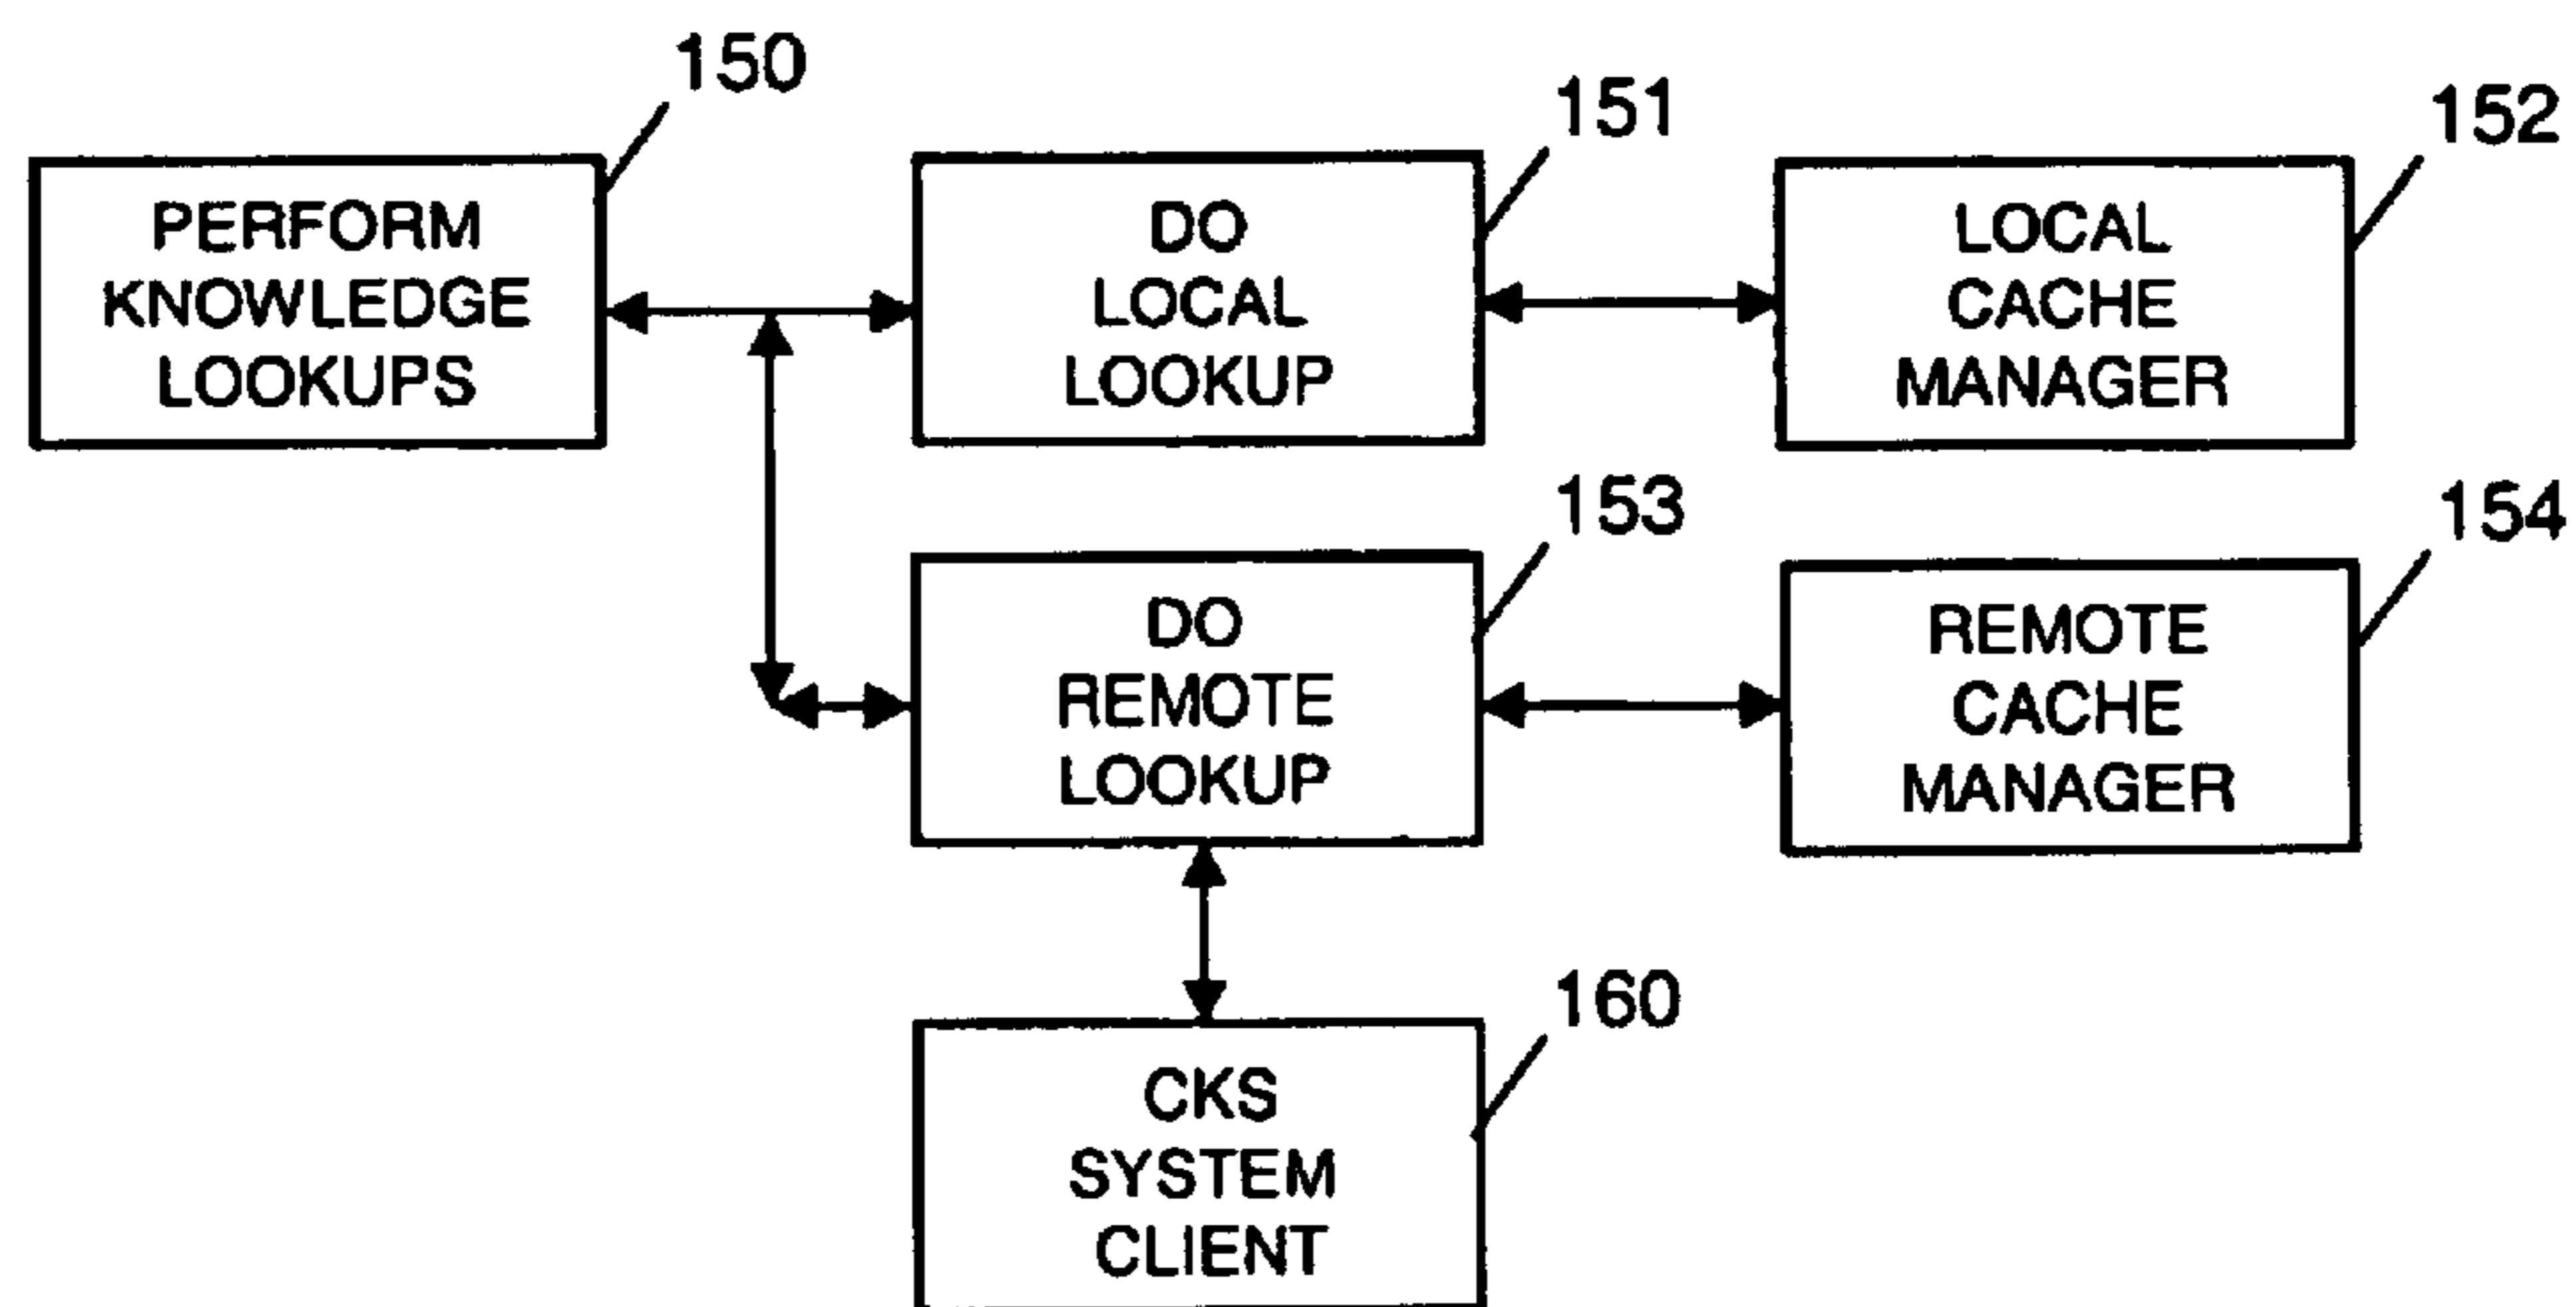 150
PERFORM
KNOWLEDGE
LOOKUPS
151
DO
LOCAL
LOOKUP
152
LOCAL
CACHE
MANAGER
153
DO
REMOTE
LOOKUP
154
REMOTE
CACHE
MANAGER
160
CKS
SYSTEM
CLIENT